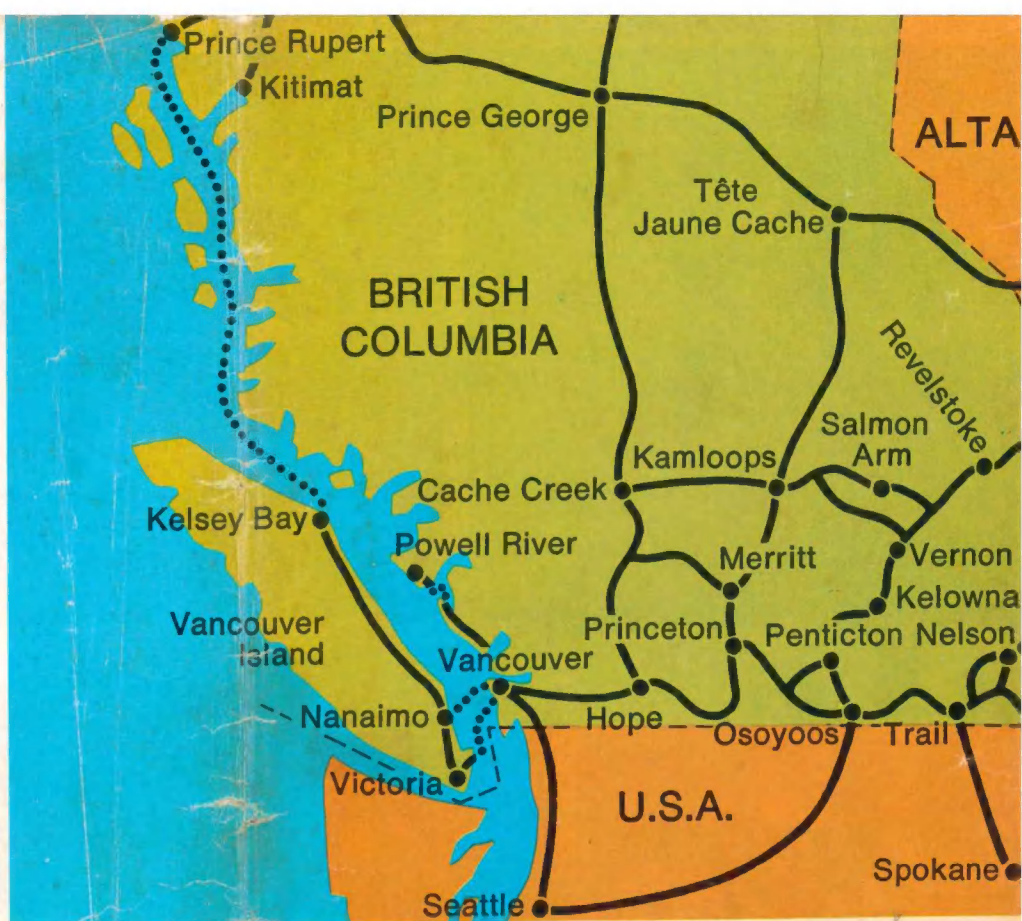 Prince Rupert
Kitimat
Prince George
ALTA
Tête
Jaune Cache
BRITISH
COLUMBIA
Revelstoke
Salmon
Arm
Kamloops
Cache Creek
Kelsey Bay
Powell River
Merritt
Vernon
Kelowna
Vancouver
Island
Princeton
Penticton
Nelson
Vancouver
Nanaimo
Hope
Osoyoos
Trail
Victoria
U.S.A.
Spokane
Seattle